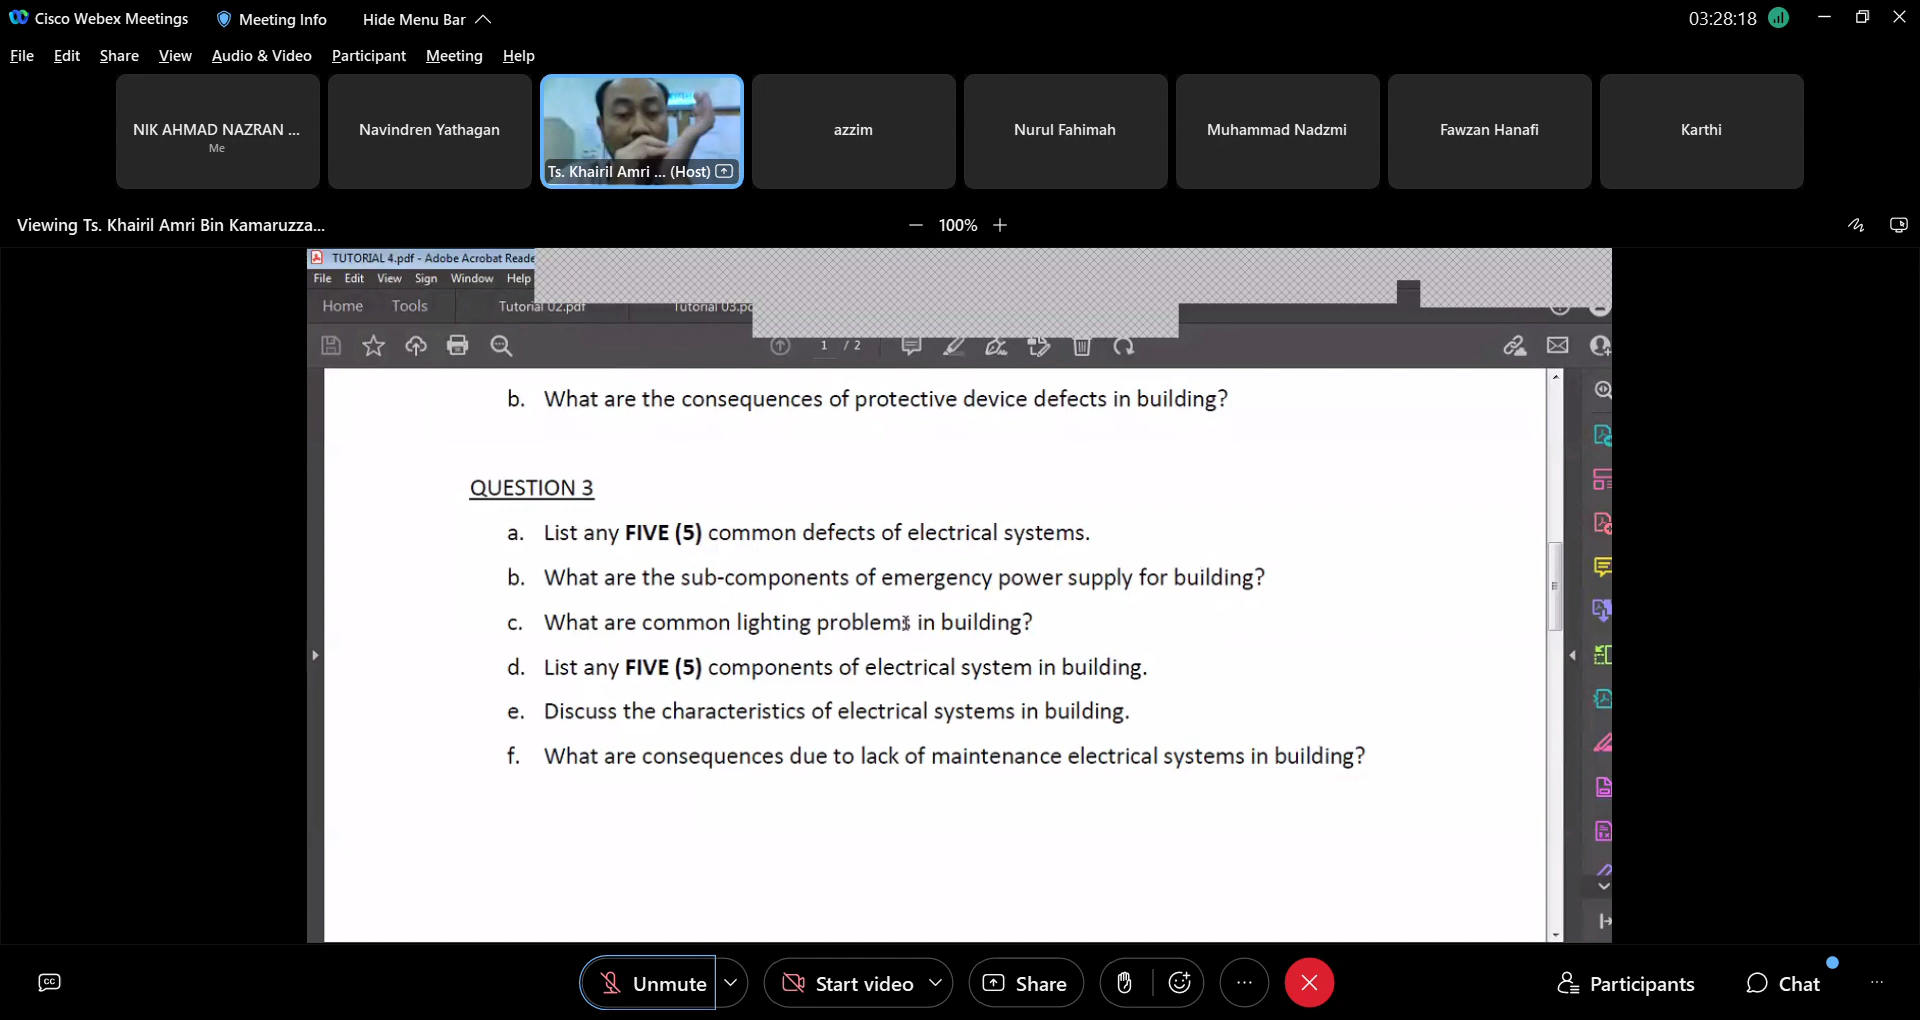 Cisco Webex Meetings
Meeting Info
Hide Menu Bar
03:28:18
File Edit Share View Audio & Video Participant Meeting Help
NIK AHMAD NAZRAN ...
Me
Navindren Yathagan
Ts. Khairil Amri ... (Host)
azzim
Nurul Fahimah
Muhammad Nadzmi
Fawzan Hanafi
Karthi
Viewing Ts. Khairil Amri Bin Kamaruzza...
100%
TUTORIAL 4.pdf - Adobe Acrobat Reade
File Edit View Sign Window Help
Home Tools Tutorial 02.pdf Tutorial 03.pd
1 / 2
b. What are the consequences of protective device defects in building?
QUESTION 3
a. List any FIVE (5) common defects of electrical systems.
b. What are the sub-components of emergency power supply for building?
c. What are common lighting problems in building?
d. List any FIVE (5) components of electrical system in building.
e. Discuss the characteristics of electrical systems in building.
f. What are consequences due to lack of maintenance electrical systems in building?
CC
Unmute
Start video
Share
Participants
Chat